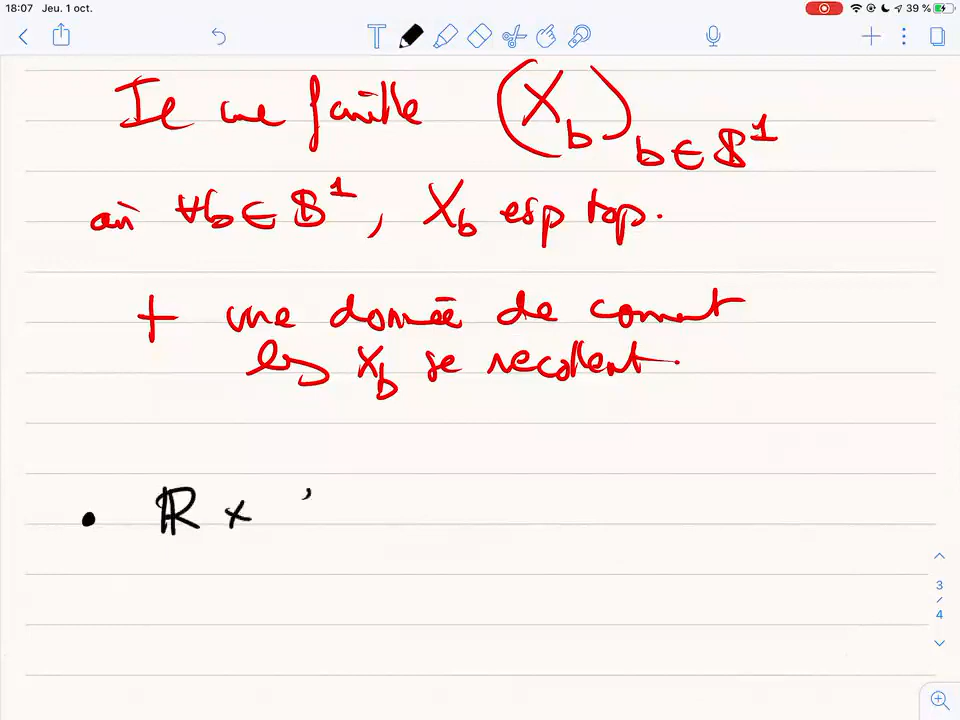 18:07 Jeu. 1 oct. 39 %
T
une famille (X_b)_{b∈𝕊^1}
où ∀b∈𝕊^1, X_b esp top.
+ une donnée de comment
les X_b se recollent.
• ℝ ×
3
/
4